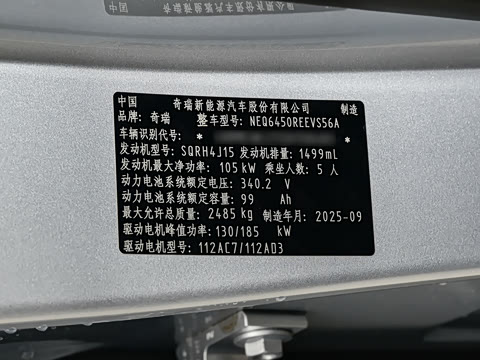 中国 奇瑞新能源汽车股份有限公司 制造
品牌: 奇瑞 整车型号: NEQ6450REEVS56A
车辆识别代号: * *
发动机型号: SQRH4J15 发动机排量: 1499mL
发动机最大净功率: 105 kW 乘坐人数: 5 人
动力电池系统额定电压: 340.2 V
动力电池系统额定容量: 99 Ah
最大允许总质量: 2485 kg 制造年月: 2025-09
驱动电机峰值功率: 130/185 kW
驱动电机型号: 112AC7/112AD3